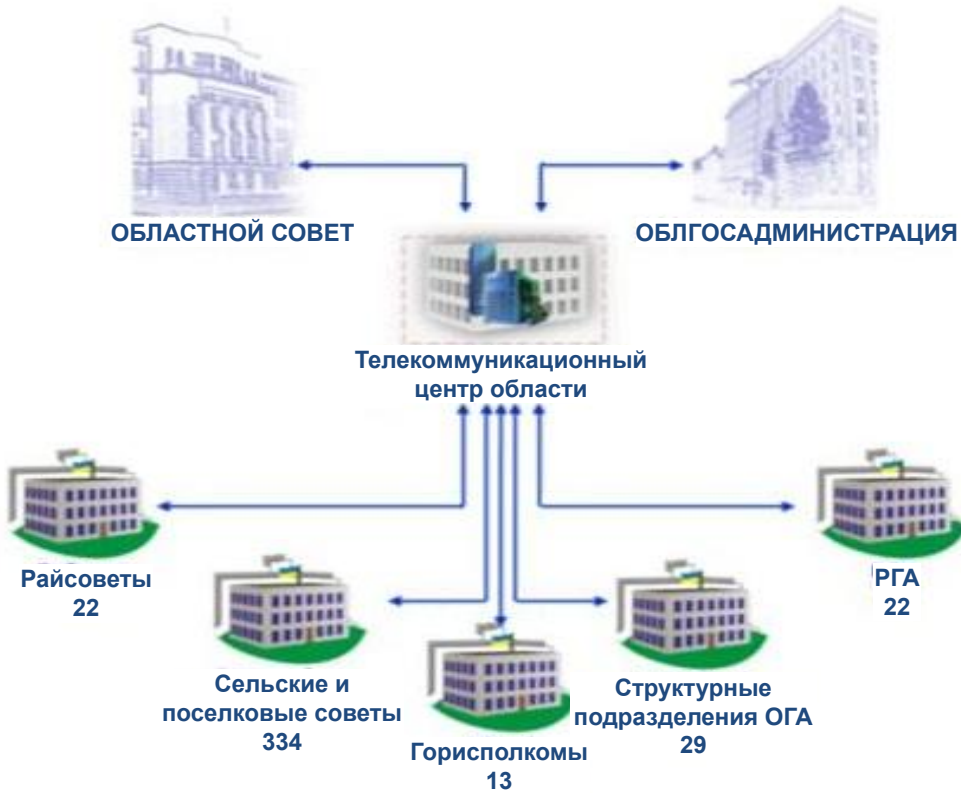 ОБЛАСТНОЙ СОВЕТ
ОБЛГОСАДМИНИСТРАЦИЯ
Телекоммуникационный
центр области
Райсоветы
22
РГА
22
Сельские и
поселковые советы
334
Структурные
подразделения ОГА
29
Горисполкомы
13